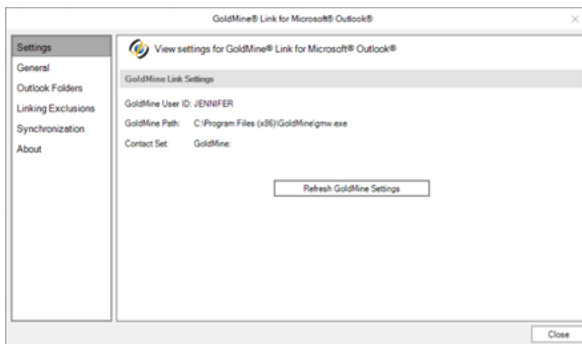 GoldMine® Link for Microsoft® Outlook®
Settings
General
Outlook Folders
Linking Exclusions
Synchronization
About
View settings for GoldMine® Link for Microsoft® Outlook®
GoldMine Link Settings
GoldMine User ID: JENNIFER
GoldMine Path: C:\Program Files (x86)\GoldMine\gmw.exe
Contact Set: GoldMine:
Refresh GoldMine Settings
Close